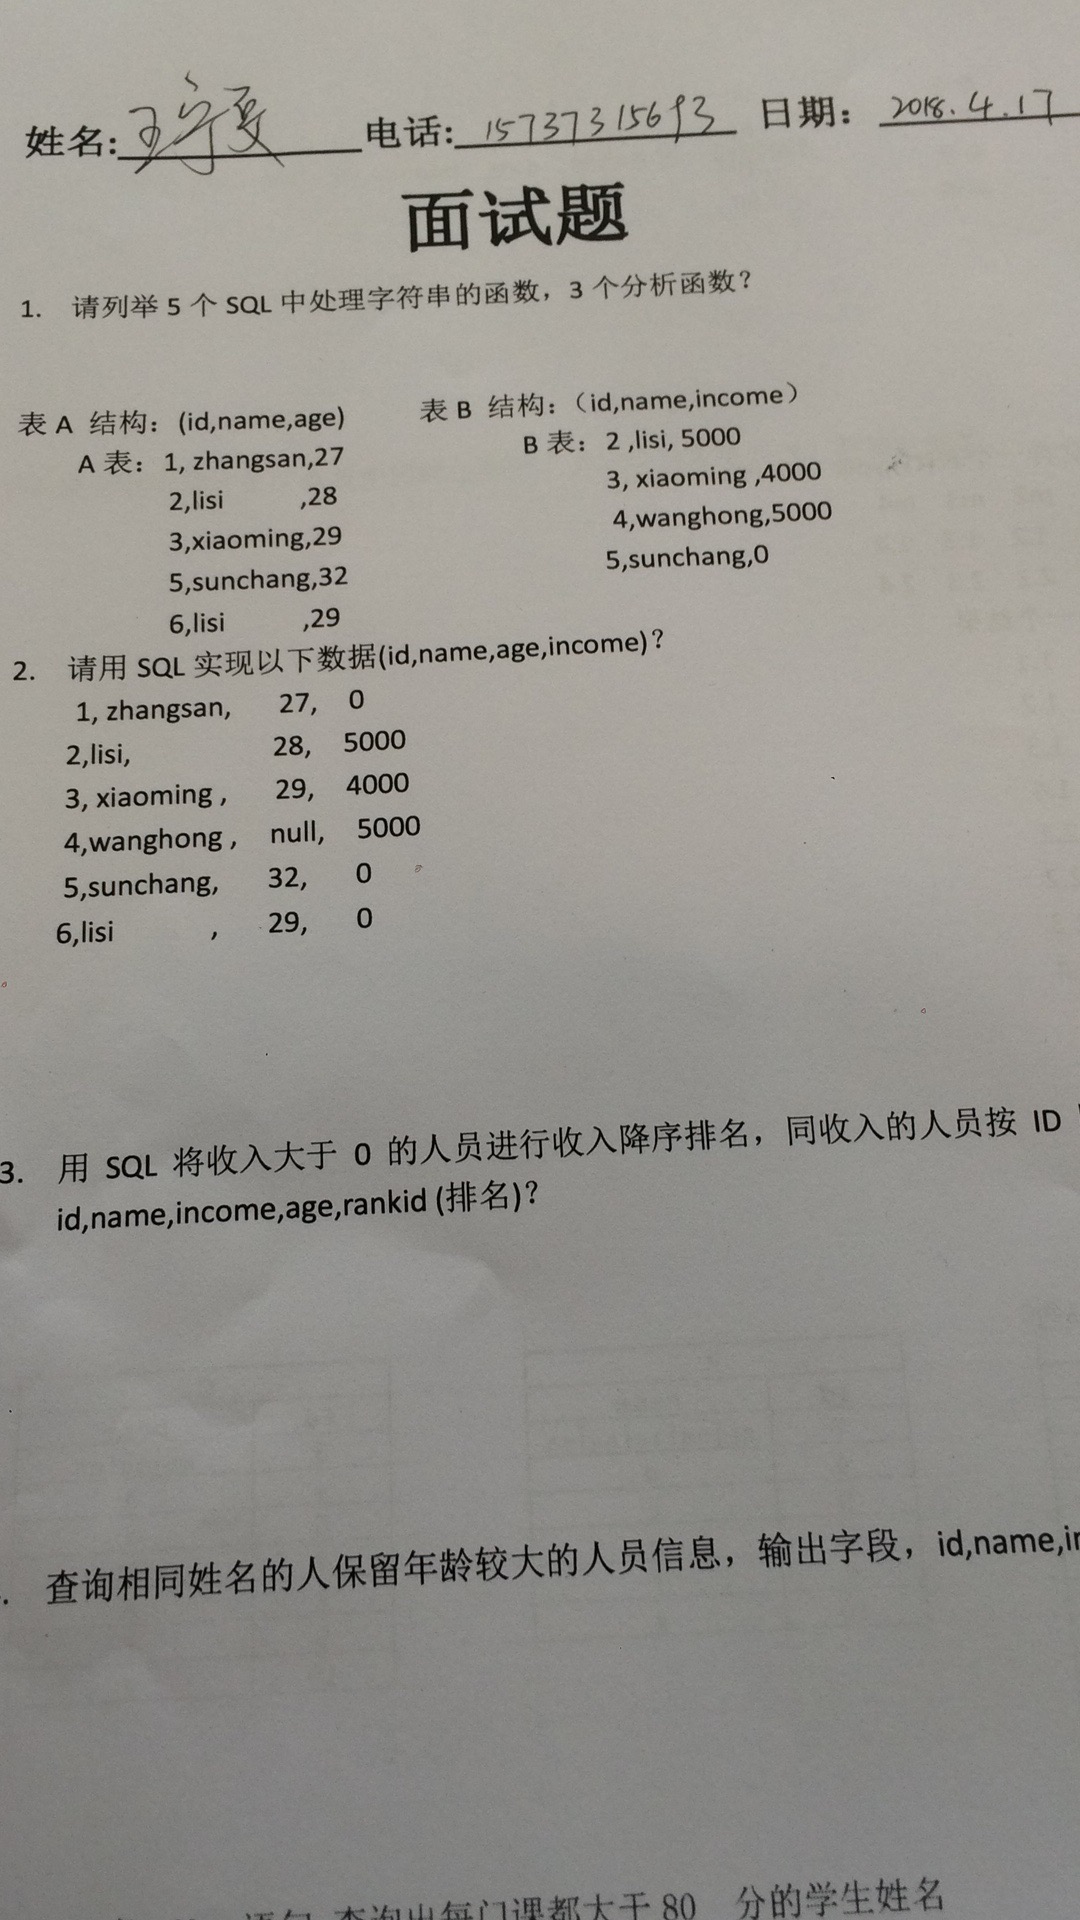 姓名: 王宁夏 电话: 15737315693 日期: 2018.4.17
面试题
1. 请列举 5 个 SQL 中处理字符串的函数，3 个分析函数？
表 A 结构：(id,name,age) 表 B 结构：（id,name,income）
A 表：1, zhangsan,27 B 表：2 ,lisi, 5000
2,lisi ,28 3, xiaoming ,4000
3,xiaoming,29 4,wanghong,5000
5,sunchang,32 5,sunchang,0
6,lisi ,29
2. 请用 SQL 实现以下数据(id,name,age,income)？
1, zhangsan, 27, 0
2,lisi, 28, 5000
3, xiaoming , 29, 4000
4,wanghong , null, 5000
5,sunchang, 32, 0
6,lisi , 29, 0
3. 用 SQL 将收入大于 0 的人员进行收入降序排名，同收入的人员按 ID
id,name,income,age,rankid (排名)？
查询相同姓名的人保留年龄较大的人员信息，输出字段，id,name,in
语句 查询出每门课都大于 80 分的学生姓名